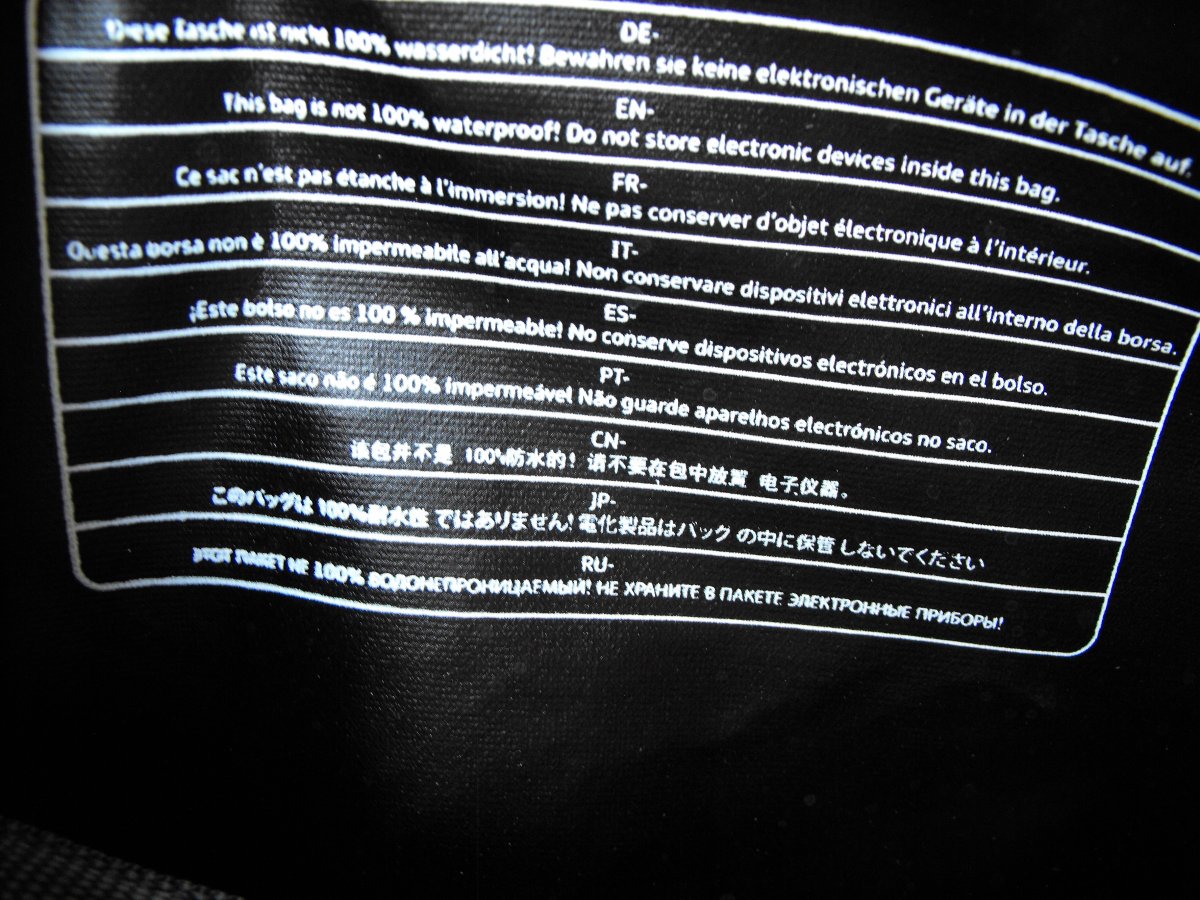 DE-
Diese Tasche ist nicht 100% wasserdicht! Bewahren sie keine elektronischen Geräte in der Tasche auf.
EN-
This bag is not 100% waterproof! Do not store electronic devices inside this bag.
FR-
Ce sac n'est pas étanche à l'immersion! Ne pas conserver d'objet électronique à l'intérieur.
IT-
Questa borsa non è 100% impermeabile all'acqua! Non conservare dispositivi elettronici all'interno della borsa.
ES-
¡Este bolso no es 100 % impermeable! No conserve dispositivos electrónicos en el bolso.
PT-
Este saco não é 100% impermeável Não guarde aparelhos electrónicos no saco.
CN-
该包并不是 100%防水的! 请不要在包中放置 电子仪器。
JP-
このバッグは 100%耐水性 ではありません! 電化製品はバック の中に保管 しないでください
RU-
ЭТОТ ПАКЕТ НЕ 100% ВОДОНЕПРОНИЦАЕМЫЙ! НЕ ХРАНИТЕ В ПАКЕТЕ ЭЛЕКТРОННЫЕ ПРИБОРЫ!